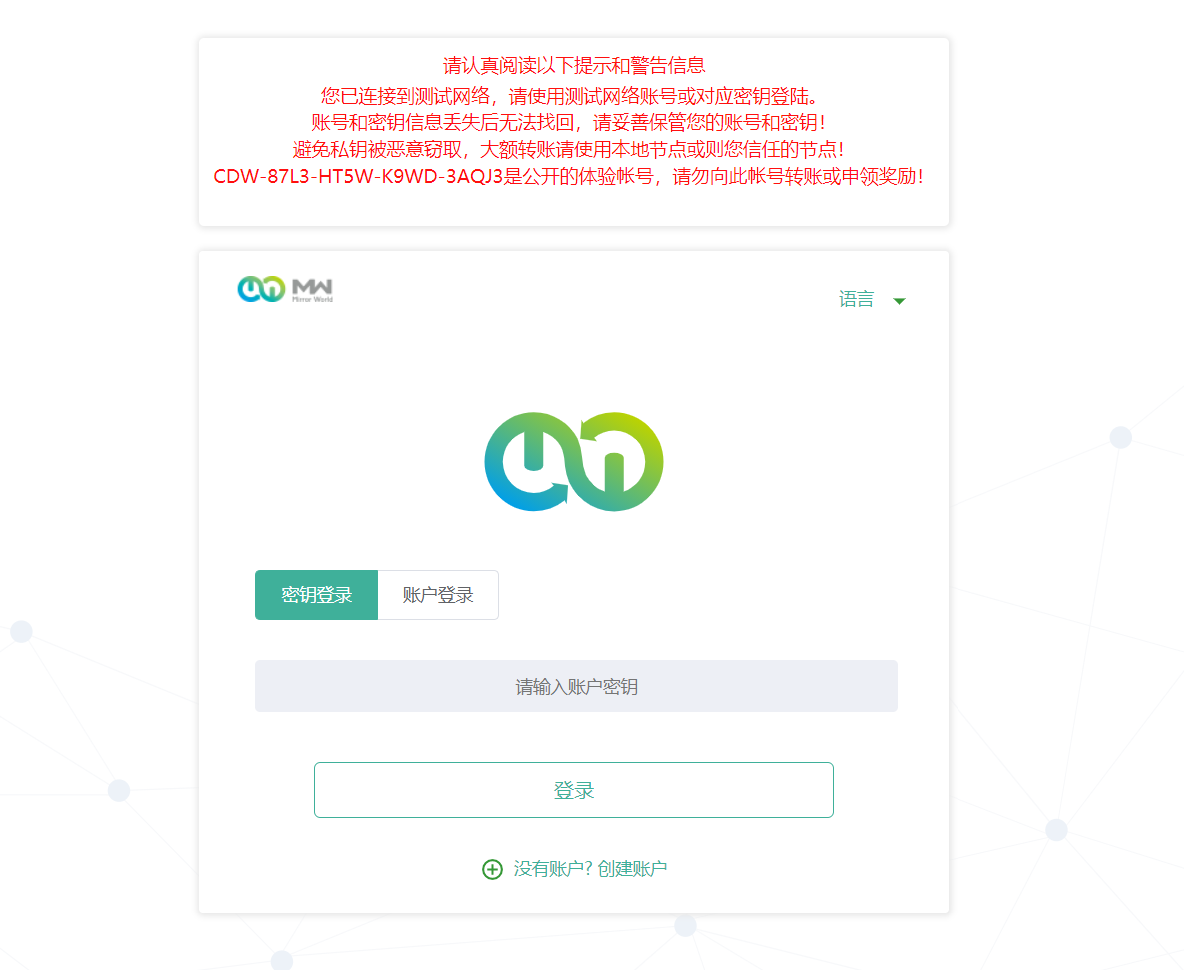 请认真阅读以下提示和警告信息
您已连接到测试网络，请使用测试网络账号或对应密钥登陆。
账号和密钥信息丢失后无法找回，请妥善保管您的账号和密钥！
避免私钥被恶意窃取，大额转账请使用本地节点或则您信任的节点！
CDW-87L3-HT5W-K9WD-3AQJ3是公开的体验帐号，请勿向此帐号转账或申领奖励！
MW
Mirror World
语言
密钥登录 账户登录
请输入账户密钥
登录
没有账户? 创建账户